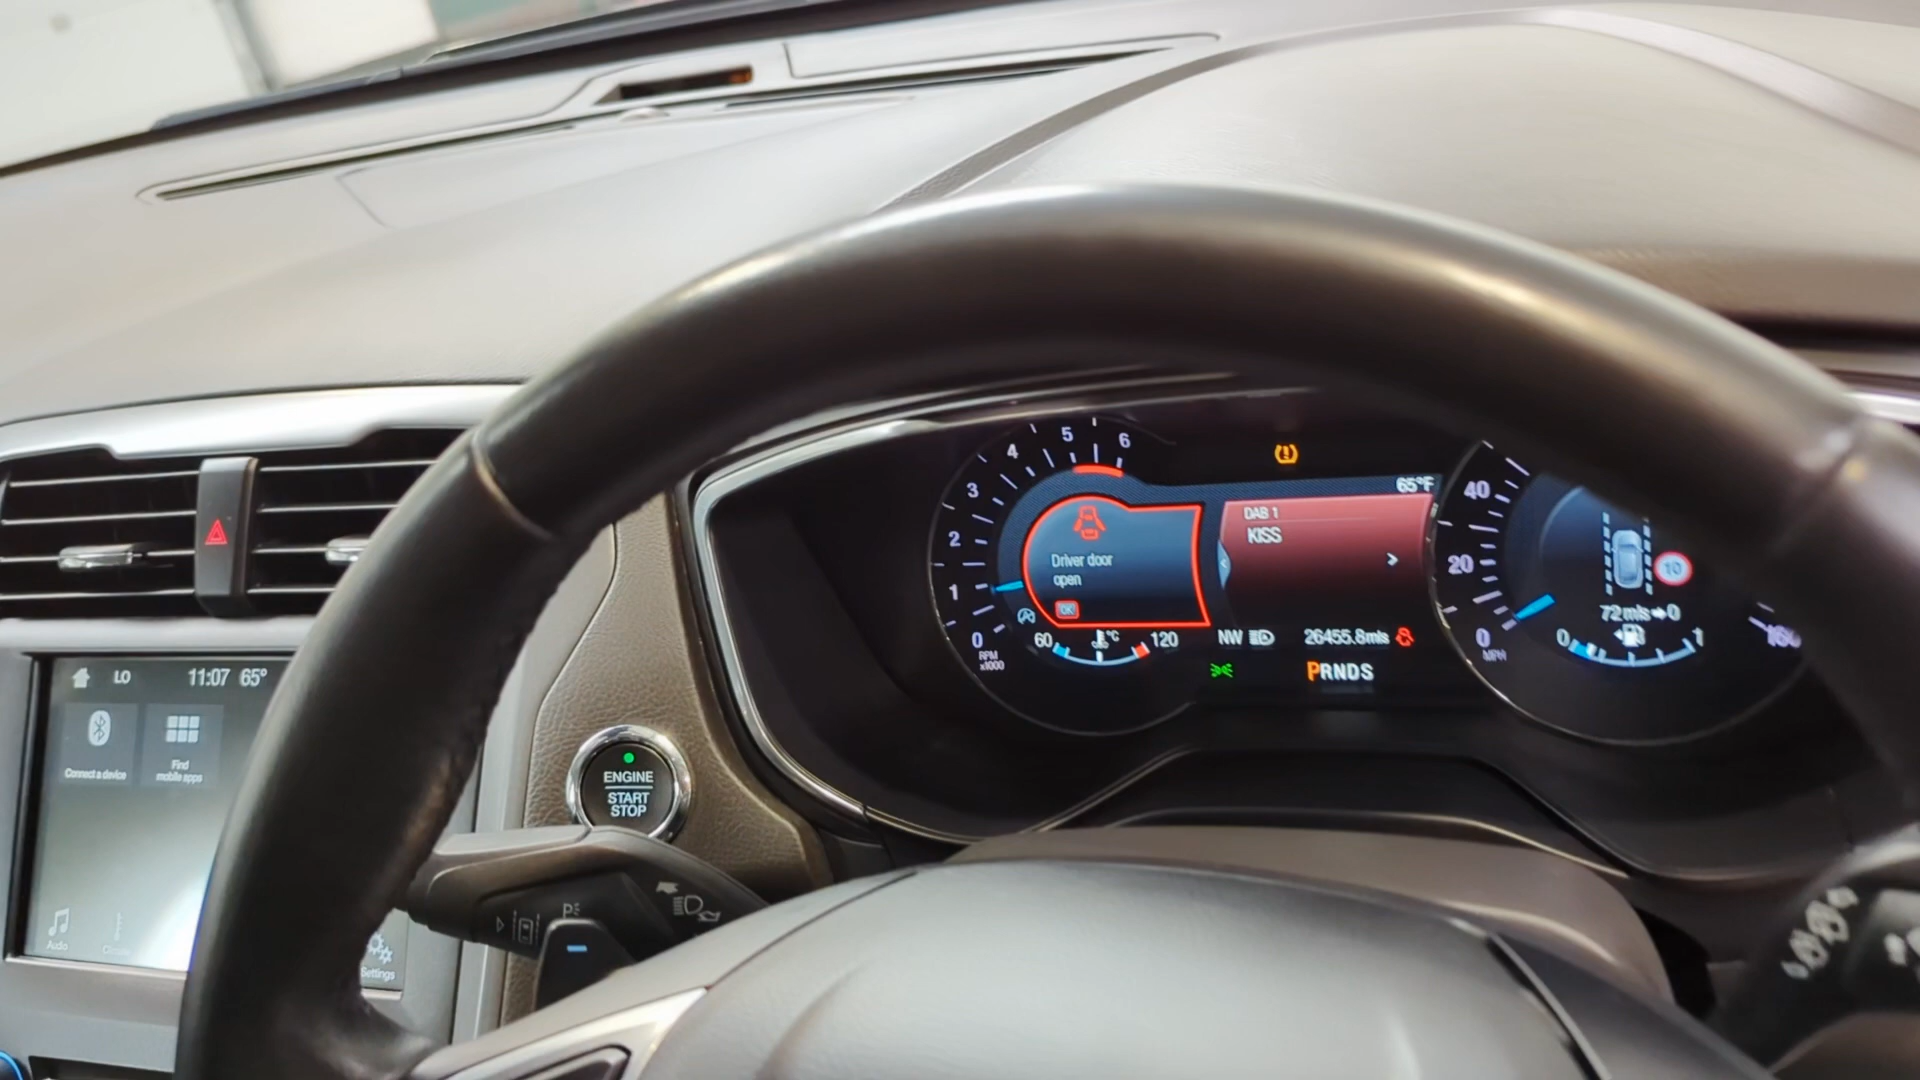 LO 11:07 65°
Connect a device
Find
mobile apps
Audio
Settings
ENGINE
START
STOP
6
5
4
3
2
1
0
RPM
x1000
Driver door
open
OK
60 °C 120
65°F
DAB 1
KISS
>
NW 26455.8mls
PRNDS
40
20
0
MPH
160
10
72mls→0
0 1